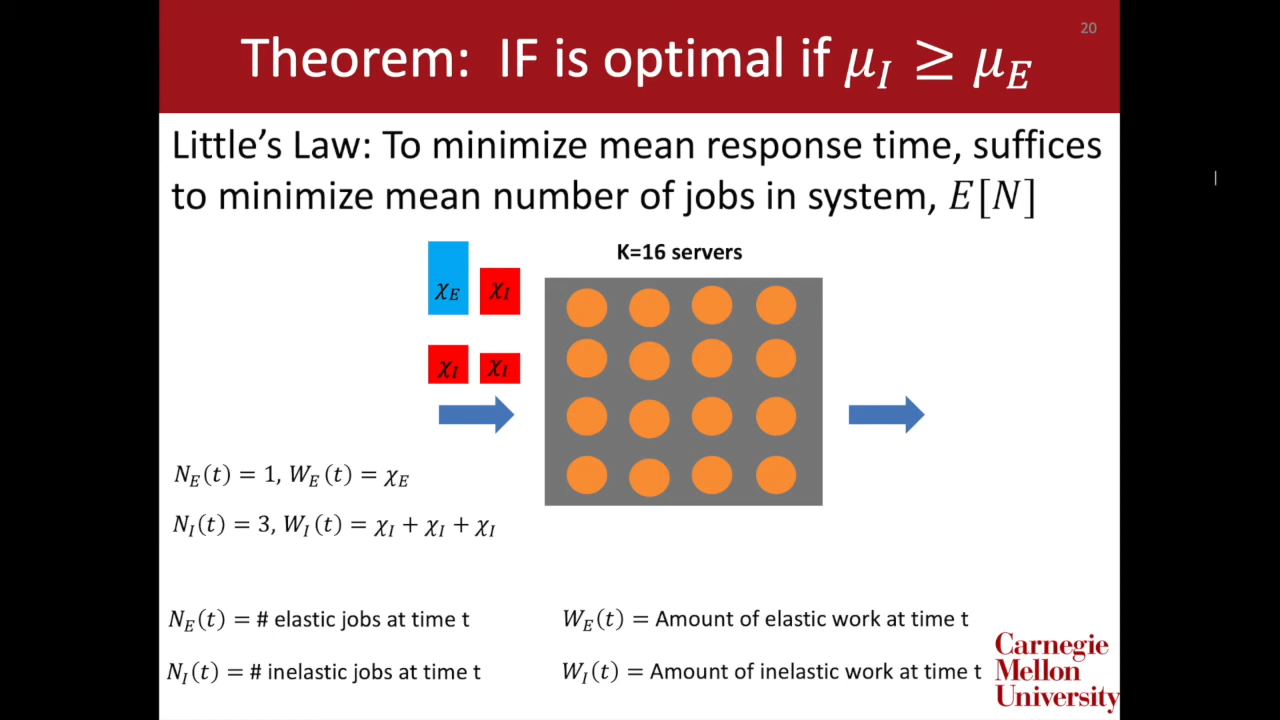 20
Theorem: IF is optimal if μ_I ≥ μ_E
Little's Law: To minimize mean response time, suffices
to minimize mean number of jobs in system, E[N]
K=16 servers
χ_E χ_I
χ_I χ_I
N_E(t) = 1, W_E(t) = χ_E
N_I(t) = 3, W_I(t) = χ_I + χ_I + χ_I
N_E(t) = # elastic jobs at time t
W_E(t) = Amount of elastic work at time t
N_I(t) = # inelastic jobs at time t
W_I(t) = Amount of inelastic work at time t
Carnegie
Mellon
University